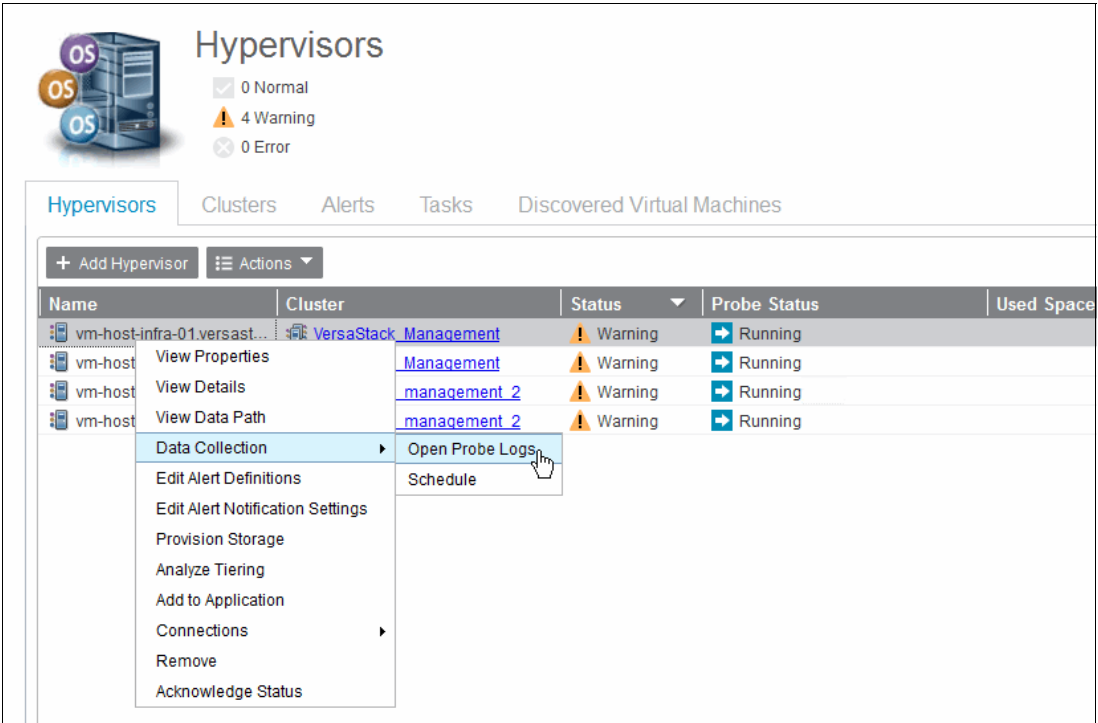 OS
OS
OS
Hypervisors
0 Normal
4 Warning
0 Error
Hypervisors Clusters Alerts Tasks Discovered Virtual Machines
+ Add Hypervisor Actions
Name Cluster Status Probe Status Used Space
vm-host-infra-01.versast... VersaStack_Management Warning Running
vm-host _Management Warning Running
vm-host _management_2 Warning Running
vm-host _management_2 Warning Running
View Properties
View Details
View Data Path
Data Collection
Open Probe Logs
Schedule
Edit Alert Definitions
Edit Alert Notification Settings
Provision Storage
Analyze Tiering
Add to Application
Connections
Remove
Acknowledge Status